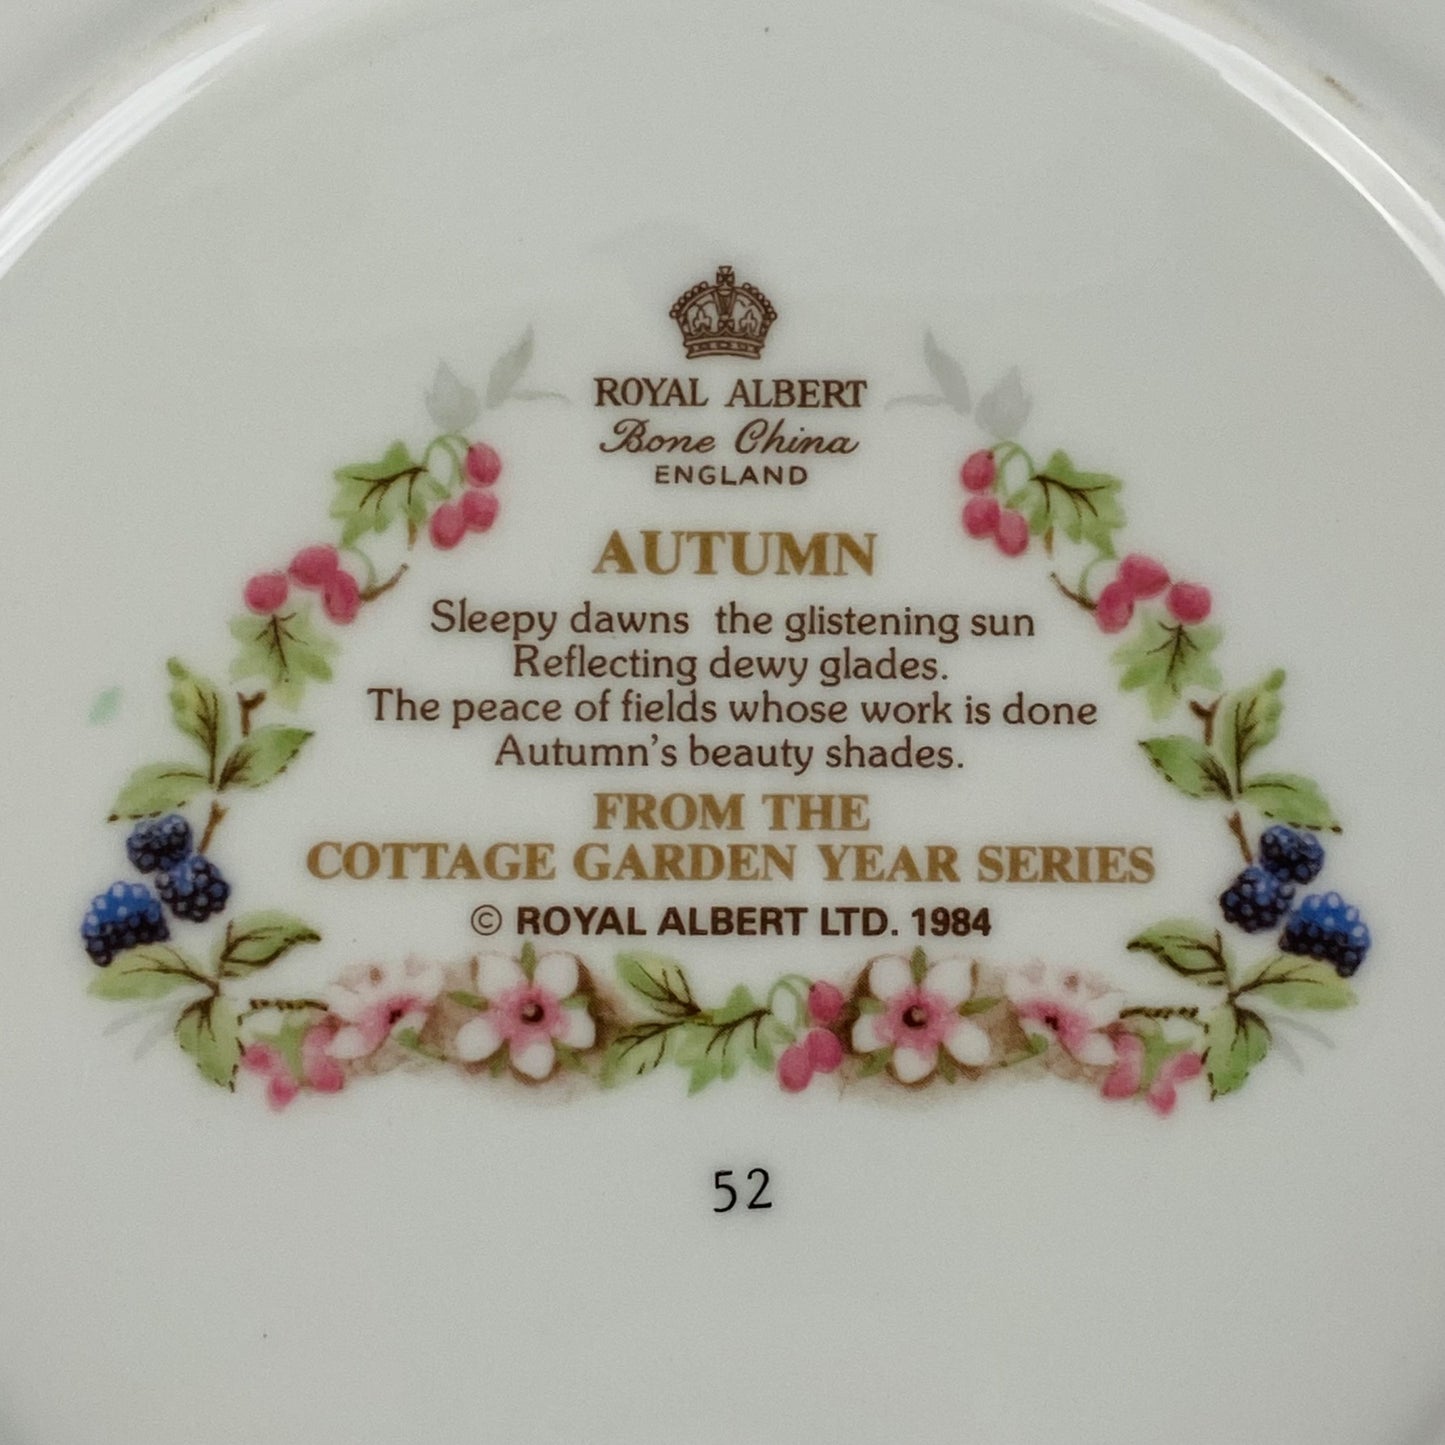 ROYAL ALBERT
Bone China
ENGLAND
AUTUMN
Sleepy dawns the glistening sun
Reflecting dewy glades.
The peace of fields whose work is done
Autumn's beauty shades.
FROM THE
COTTAGE GARDEN YEAR SERIES
© ROYAL ALBERT LTD. 1984
52